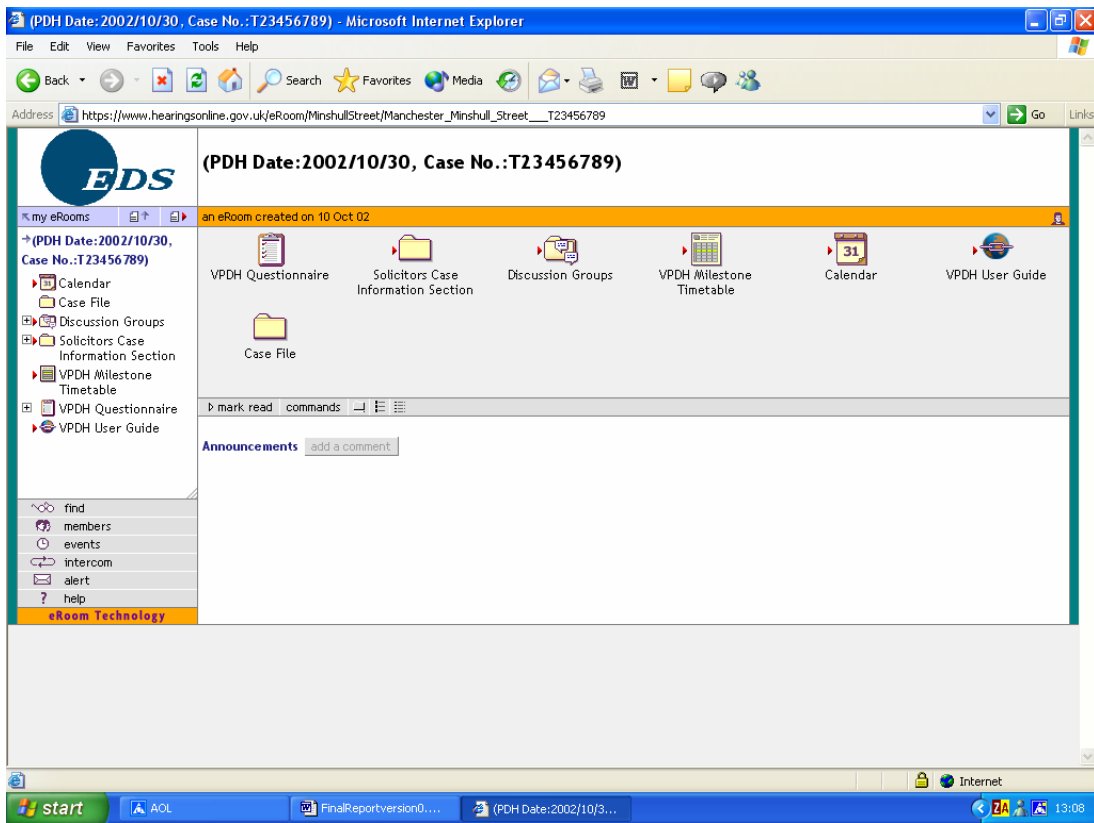 (PDH Date:2002/10/30, Case No.:T23456789) - Microsoft Internet Explorer
File Edit View Favorites Tools Help
Back Search Favorites Media
Address https://www.hearingsonline.gov.uk/eRoom/MinshullStreet/Manchester_Minshull_Street___T23456789 Go Links
EDS
(PDH Date:2002/10/30, Case No.:T23456789)
my eRooms
an eRoom created on 10 Oct 02
(PDH Date:2002/10/30,
Case No.:T23456789)
Calendar
Case File
Discussion Groups
Solicitors Case
Information Section
VPDH Milestone
Timetable
VPDH Questionnaire
VPDH User Guide
find
members
events
intercom
alert
? help
eRoom Technology
VPDH Questionnaire
Solicitors Case
Information Section
Discussion Groups
VPDH Milestone
Timetable
31
Calendar
VPDH User Guide
Case File
mark read commands
Announcements add a comment
Internet
start AOL FinalReportversion0.... (PDH Date:2002/10/3... 13:08